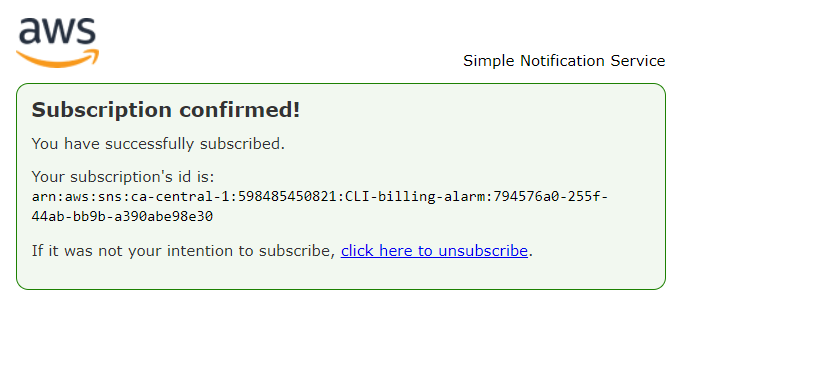 aws
Simple Notification Service
Subscription confirmed!
You have successfully subscribed.
Your subscription's id is:
arn:aws:sns:ca-central-1:598485450821:CLI-billing-alarm:794576a0-255f-
44ab-bb9b-a390abe98e30
If it was not your intention to subscribe, click here to unsubscribe.